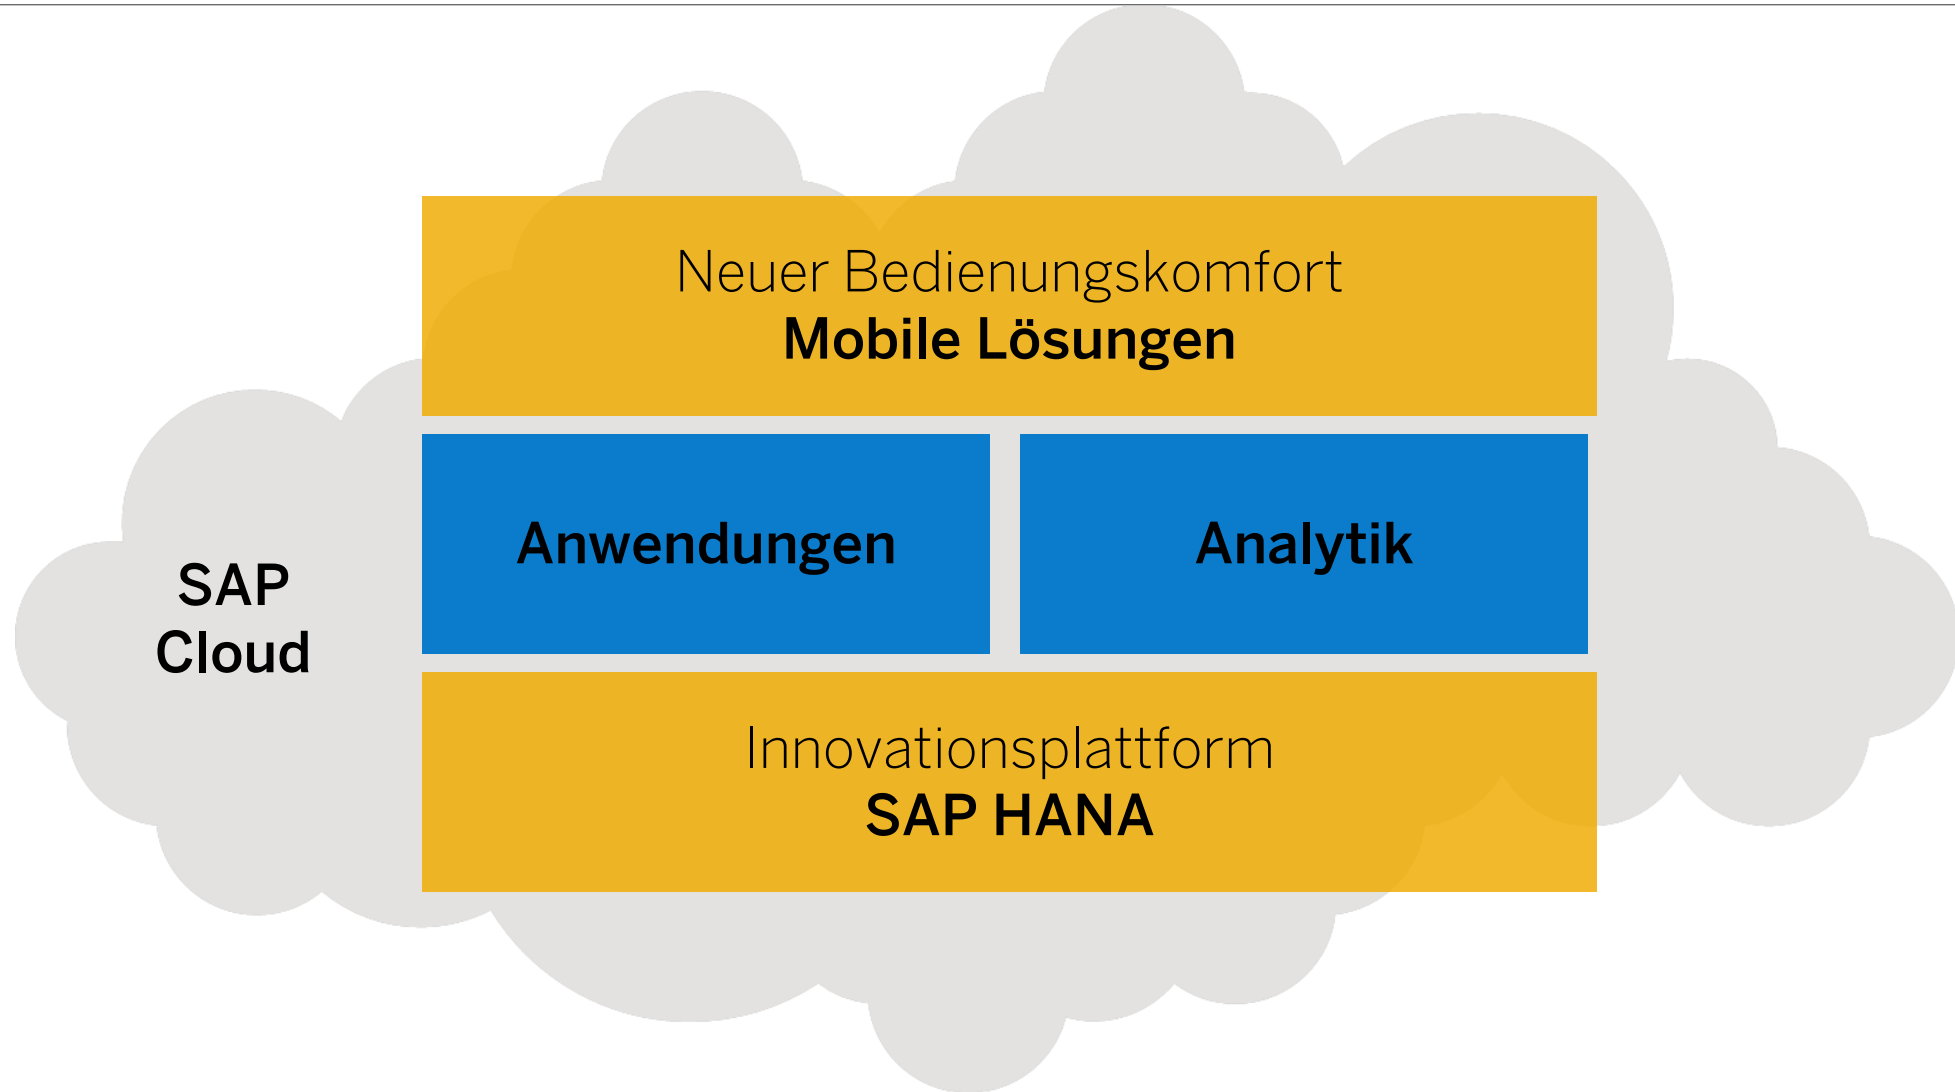 Neuer Bedienungskomfort
Mobile Lösungen
Anwendungen
Analytik
SAP
Cloud
Innovationsplattform
SAP HANA